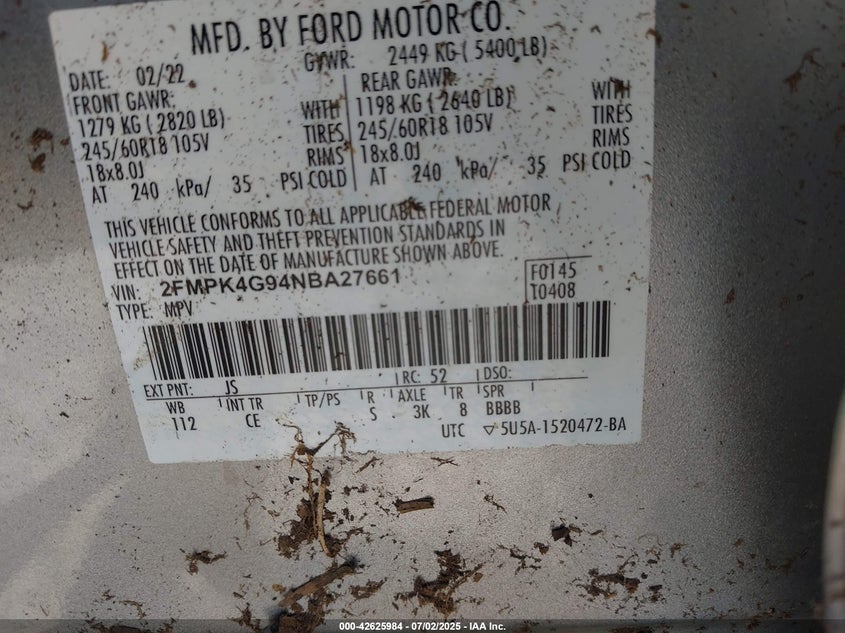 MFD. BY FORD MOTOR CO.
DATE: 02/22 GVWR: 2449 KG ( 5400 LB)
FRONT GAWR: REAR GAWR:
1279 KG ( 2820 LB) WITH 1198 KG ( 2640 LB) WITH
245/60R18 105V TIRES 245/60R18 105V TIRES
18x8.0J RIMS 18x8.0J RIMS
AT 240 kPa/ 35 PSI COLD AT 240 kPa/ 35 PSI COLD
THIS VEHICLE CONFORMS TO ALL APPLICABLE FEDERAL MOTOR
VEHICLE SAFETY AND THEFT PREVENTION STANDARDS IN
EFFECT ON THE DATE OF MANUFACTURE SHOWN ABOVE.
VIN: 2FMPK4G94NBA27661 F0145
TYPE: MPV T0408
EXT PNT: JS RC: 52 DSO:
WB INT TR TP/PS R AXLE TR SPR
112 CE S 3K 8 BBBB
UTC ▽5U5A-1520472-BA
000-42625984 - 07/02/2025 - IAA Inc.